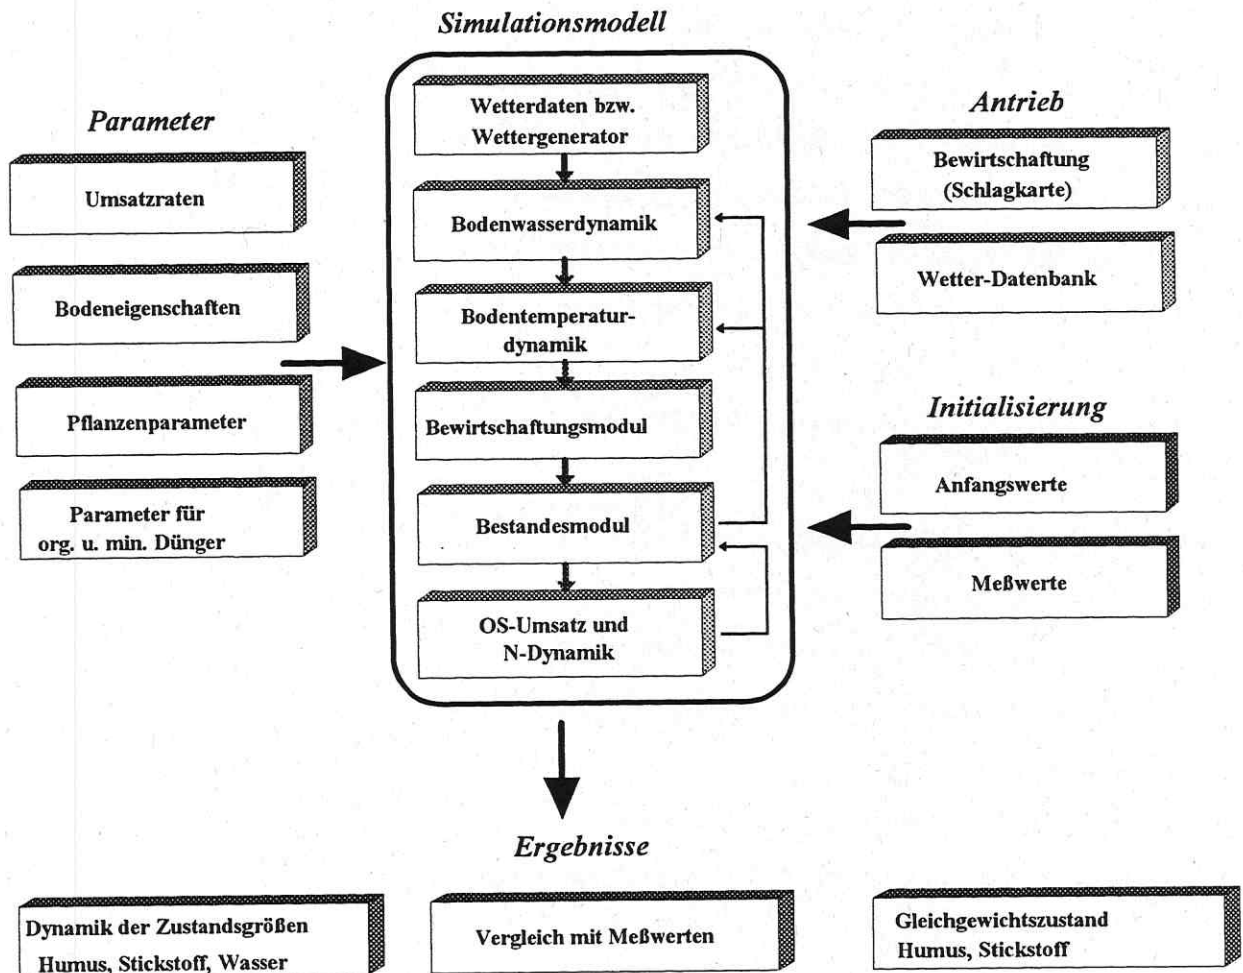 Simulationsmodell
Parameter
Umsatzraten
Bodeneigenschaften
Pflanzenparameter
Parameter für
org. u. min. Dünger
Wetterdaten bzw.
Wettergenerator
Bodenwasserdynamik
Bodentemperatur-
dynamik
Bewirtschaftungsmodul
Bestandesmodul
OS-Umsatz und
N-Dynamik
Antrieb
Bewirtschaftung
(Schlagkarte)
Wetter-Datenbank
Initialisierung
Anfangswerte
Meßwerte
Ergebnisse
Dynamik der Zustandsgrößen
Humus, Stickstoff, Wasser
Vergleich mit Meßwerten
Gleichgewichtszustand
Humus, Stickstoff